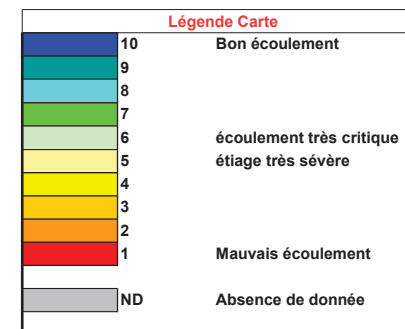 Légende Carte
10 Bon écoulement
9
8
7
6 écoulement très critique
5 étiage très sévère
4
3
2
1 Mauvais écoulement
ND Absence de donnée